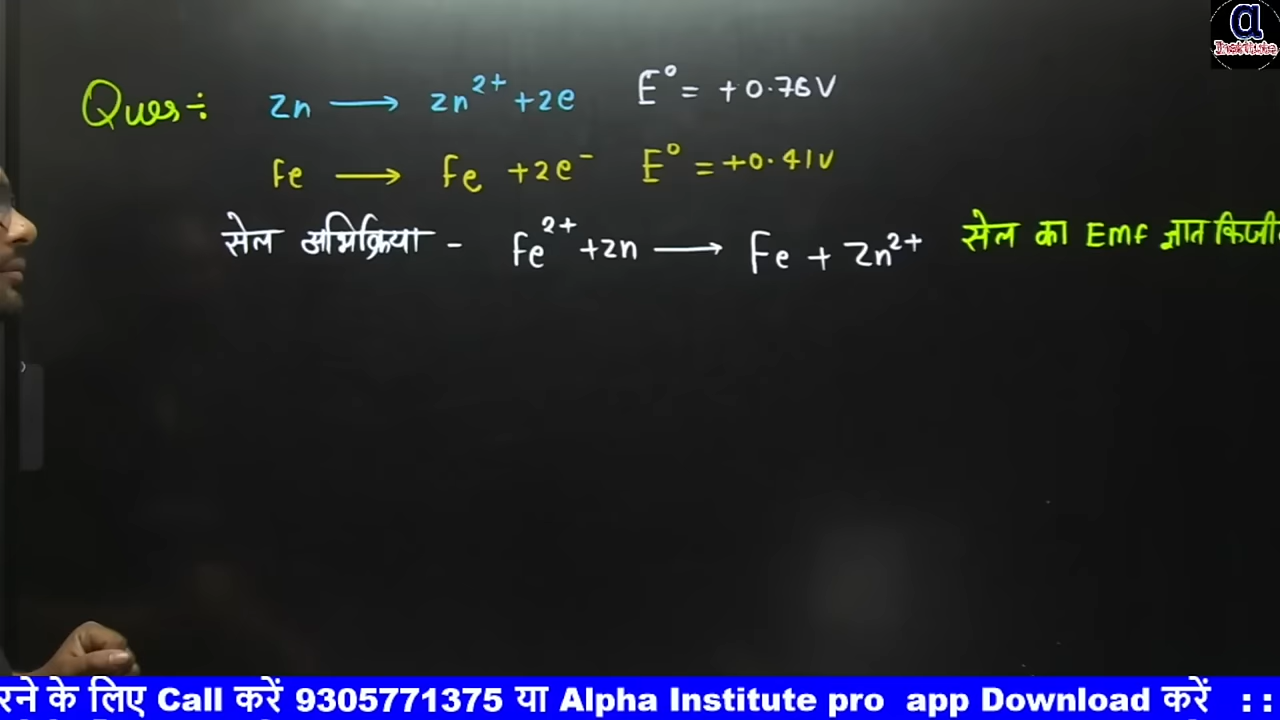 α
Institute
Ques :- Zn → Zn²⁺ + 2e E° = +0.76V
Fe → Fe + 2e⁻ E° = +0.41V
सेल अभिक्रिया - Fe²⁺ + Zn → Fe + Zn²⁺ सेल का Emf ज्ञात
रने के लिए Call करें 9305771375 या Alpha Institute pro app Download करें : :